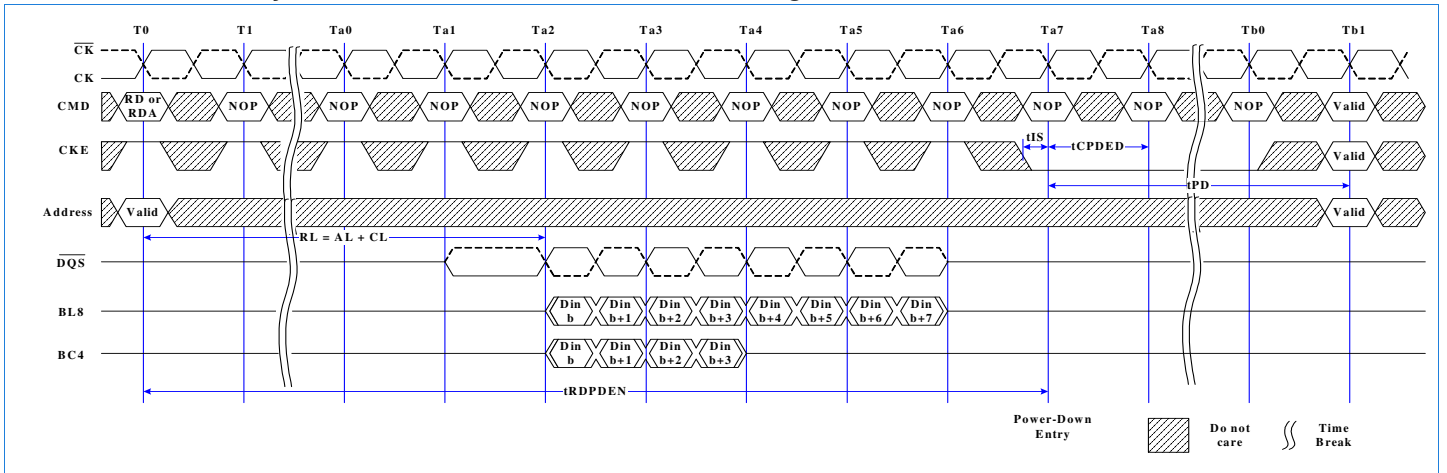 T0 T1 Ta0 Ta1 Ta2 Ta3 Ta4 Ta5 Ta6 Ta7 Ta8 Tb0 Tb1
CK
CK
CMD RD or RDA NOP NOP NOP NOP NOP NOP NOP NOP NOP NOP NOP Valid
tIS tCPDED
CKE Valid
tPD
Address Valid Valid
RL = AL + CL
DQS
BL8 Din b Din b+1 Din b+2 Din b+3 Din b+4 Din b+5 Din b+6 Din b+7
BC4 Din b Din b+1 Din b+2 Din b+3
tRDPDEN
Power-Down
Entry
Do not
care
Time
Break